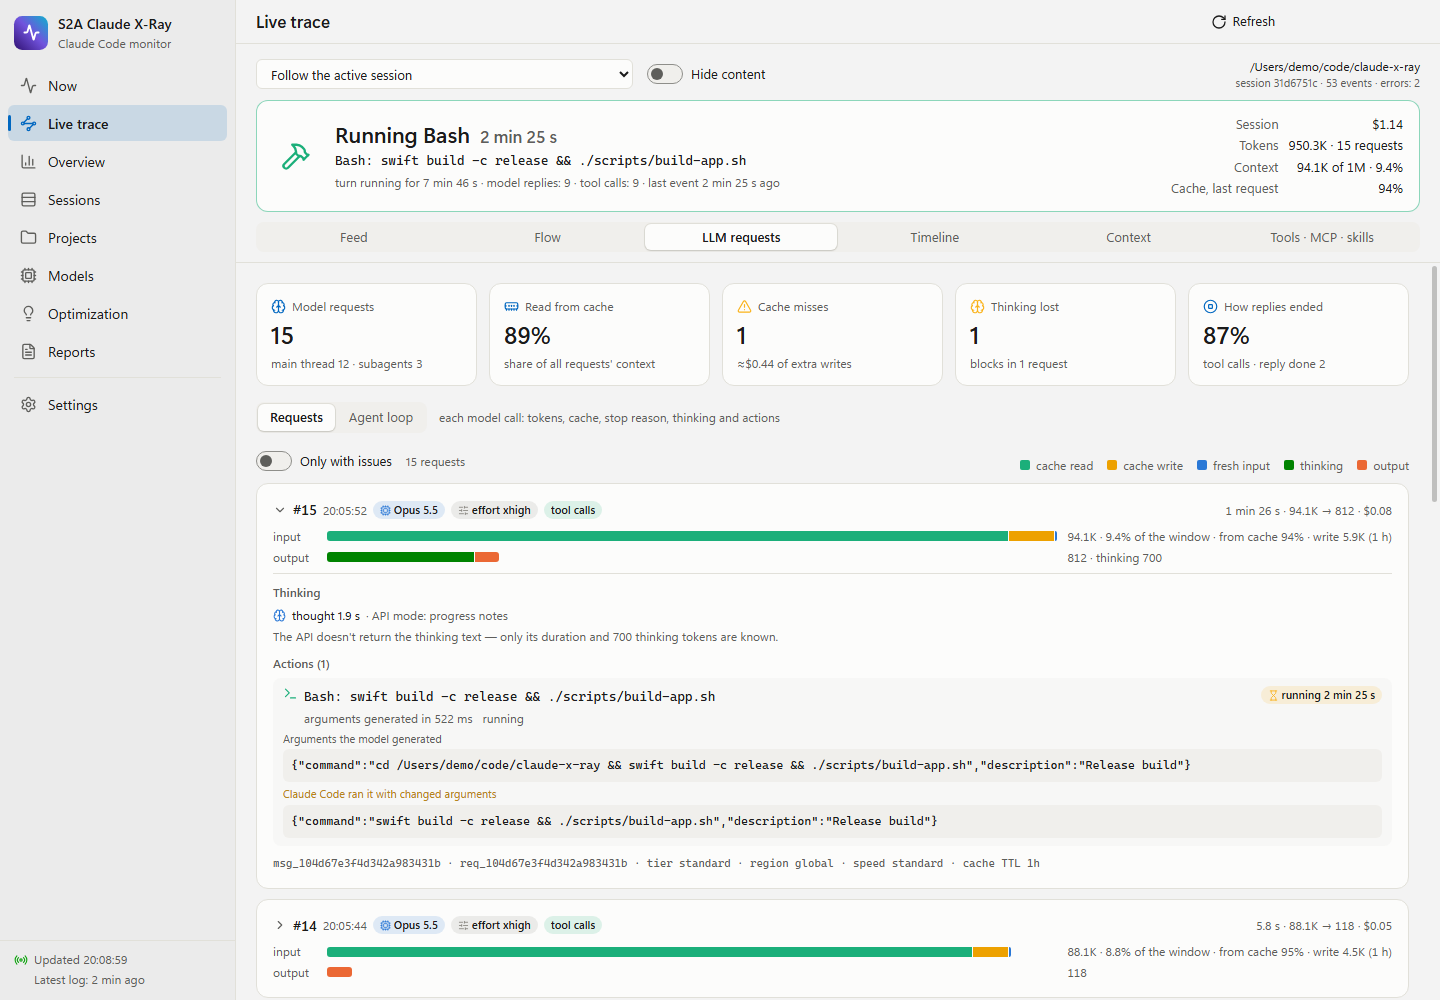 S2A Claude X-Ray
Claude Code monitor
Now
Live trace
Overview
Sessions
Projects
Models
Optimization
Reports
Settings
Updated 20:08:59
Latest log: 2 min ago
Live trace
Refresh
Follow the active session
Hide content
/Users/demo/code/claude-x-ray
session 31d6751c · 53 events · errors: 2
Running Bash 2 min 25 s
Bash: swift build -c release && ./scripts/build-app.sh
turn running for 7 min 46 s · model replies: 9 · tool calls: 9 · last event 2 min 25 s ago
Session $1.14
Tokens 950.3K · 15 requests
Context 94.1K of 1M · 9.4%
Cache, last request 94%
Feed Flow LLM requests Timeline Context Tools · MCP · skills
Model requests
15
main thread 12 · subagents 3
Read from cache
89%
share of all requests' context
Cache misses
1
≈$0.44 of extra writes
Thinking lost
1
blocks in 1 request
How replies ended
87%
tool calls · reply done 2
Requests Agent loop each model call: tokens, cache, stop reason, thinking and actions
Only with issues 15 requests
cache read cache write fresh input thinking output
#15 20:05:52 Opus 5.5 effort xhigh tool calls 1 min 26 s · 94.1K → 812 · $0.08
input 94.1K · 9.4% of the window · from cache 94% · write 5.9K (1 h)
output 812 · thinking 700
Thinking
thought 1.9 s · API mode: progress notes
The API doesn't return the thinking text — only its duration and 700 thinking tokens are known.
Actions (1)
Bash: swift build -c release && ./scripts/build-app.sh running 2 min 25 s
arguments generated in 522 ms running
Arguments the model generated
{"command":"cd /Users/demo/code/claude-x-ray && swift build -c release && ./scripts/build-app.sh","description":"Release build"}
Claude Code ran it with changed arguments
{"command":"swift build -c release && ./scripts/build-app.sh","description":"Release build"}
msg_104d67e3f4d342a983431b · req_104d67e3f4d342a983431b · tier standard · region global · speed standard · cache TTL 1h
#14 20:05:44 Opus 5.5 effort xhigh tool calls 5.8 s · 88.1K → 118 · $0.05
input 88.1K · 8.8% of the window · from cache 95% · write 4.5K (1 h)
output 118